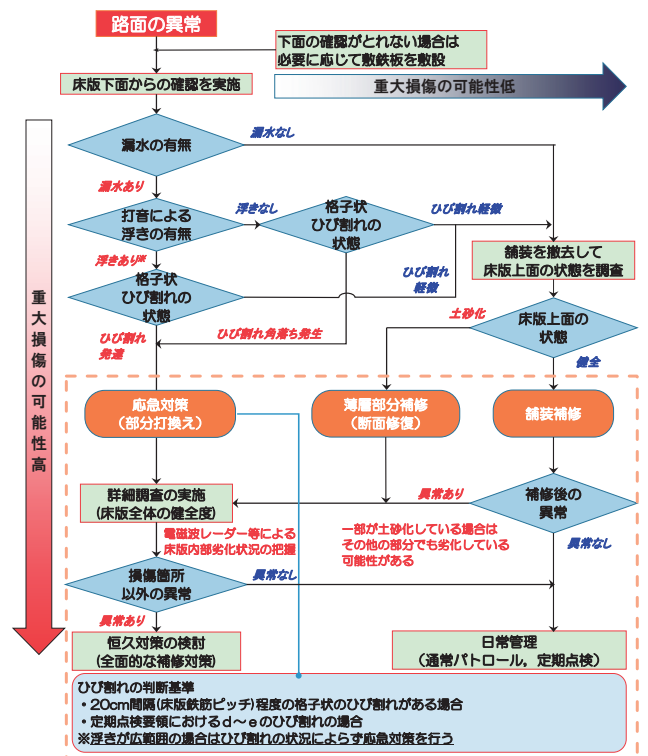 路面の異常
下面の確認がとれない場合は
必要に応じて敷鉄板を敷設
床版下面からの確認を実施
重大損傷の可能性低
漏水の有無
漏水なし
漏水あり
打音による
浮きの有無
浮きなし
格子状
ひび割れの
状態
ひび割れ軽微
浮きあり※
格子状
ひび割れの
状態
ひび割れ
軽微
舗装を撤去して
床版上面の状態を調査
重大損傷の可能性高
ひび割れ
発達
ひび割れ角落ち発生
土砂化
床版上面の
状態
健全
応急対策
(部分打換え)
薄層部分補修
(断面修復)
舗装補修
詳細調査の実施
(床版全体の健全度)
異常あり
補修後の
異常
電磁波レーダー等による
床版内部劣化状況の把握
一部が土砂化している場合は
その他の部分でも劣化している
可能性がある
異常なし
損傷箇所
以外の異常
異常なし
異常あり
恒久対策の検討
(全面的な補修対策)
日常管理
(通常パトロール,定期点検)
ひび割れの判断基準
・20cm間隔(床版鉄筋ピッチ)程度の格子状のひび割れがある場合
・定期点検要領におけるd~eのひび割れの場合
※浮きが広範囲の場合はひび割れの状況によらず応急対策を行う